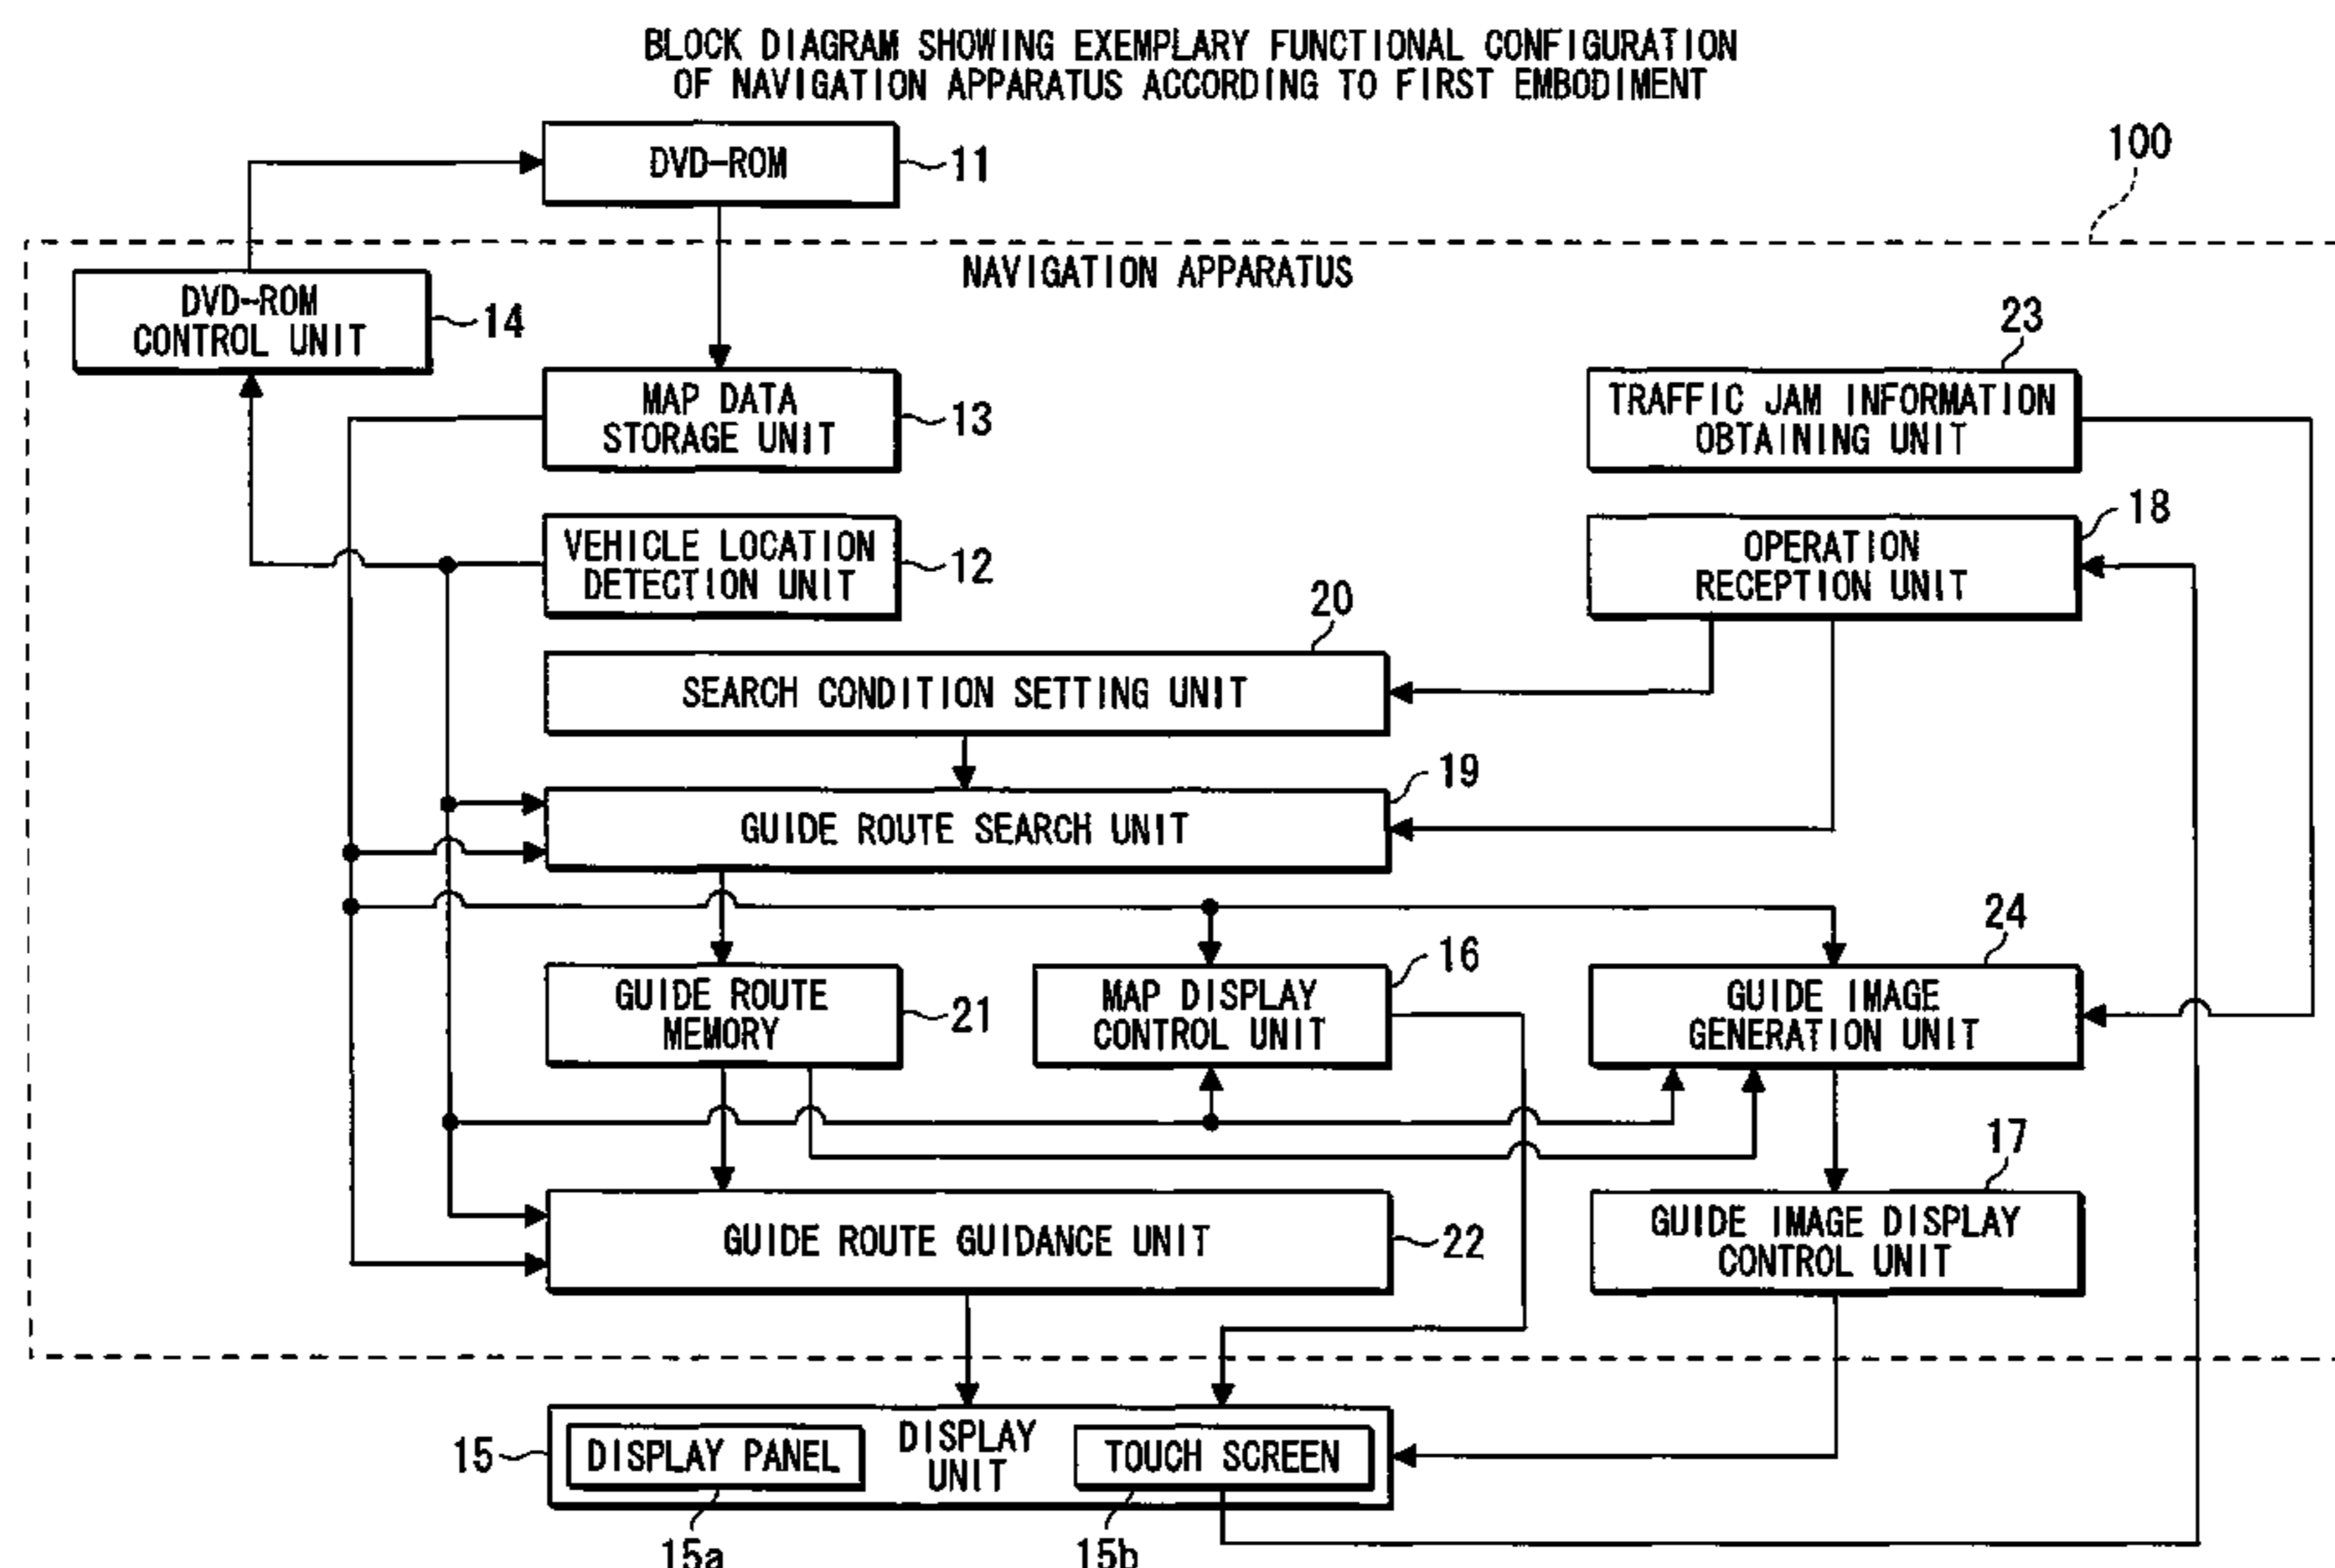 BLOCK DIAGRAM SHOWING EXEMPLARY FUNCTIONAL CONFIGURATION
OF NAVIGATION APPARATUS ACCORDING TO FIRST EMBODIMENT
DVD-ROM
11
100
NAVIGATION APPARATUS
DVD-ROM
CONTROL UNIT
14
23
MAP DATA
STORAGE UNIT
13
TRAFFIC JAM INFORMATION
OBTAINING UNIT
VEHICLE LOCATION
DETECTION UNIT
12
18
OPERATION
RECEPTION UNIT
20
SEARCH CONDITION SETTING UNIT
19
GUIDE ROUTE SEARCH UNIT
24
GUIDE ROUTE
MEMORY
21
16
MAP DISPLAY
CONTROL UNIT
GUIDE IMAGE
GENERATION UNIT
17
GUIDE ROUTE GUIDANCE UNIT
22
GUIDE IMAGE DISPLAY
CONTROL UNIT
15
DISPLAY PANEL
DISPLAY
UNIT
TOUCH SCREEN
15a
15b